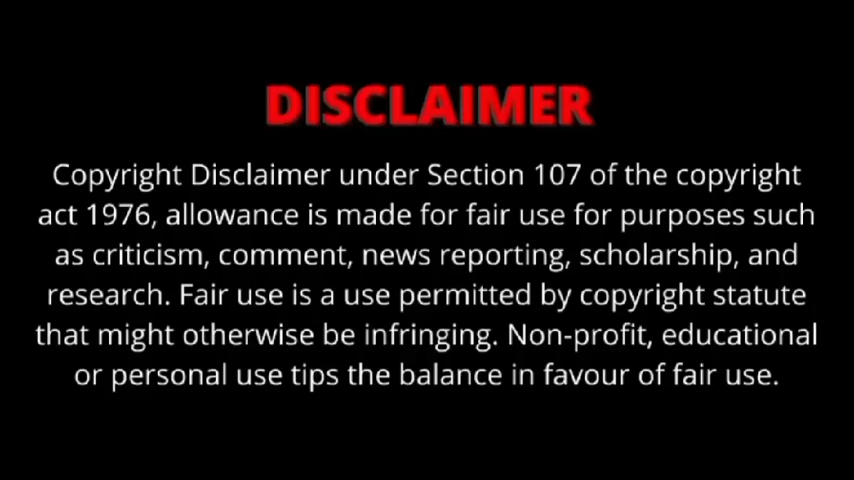 DISCLAIMER
Copyright Disclaimer under Section 107 of the copyright
act 1976, allowance is made for fair use for purposes such
as criticism, comment, news reporting, scholarship, and
research. Fair use is a use permitted by copyright statute
that might otherwise be infringing. Non-profit, educational
or personal use tips the balance in favour of fair use.